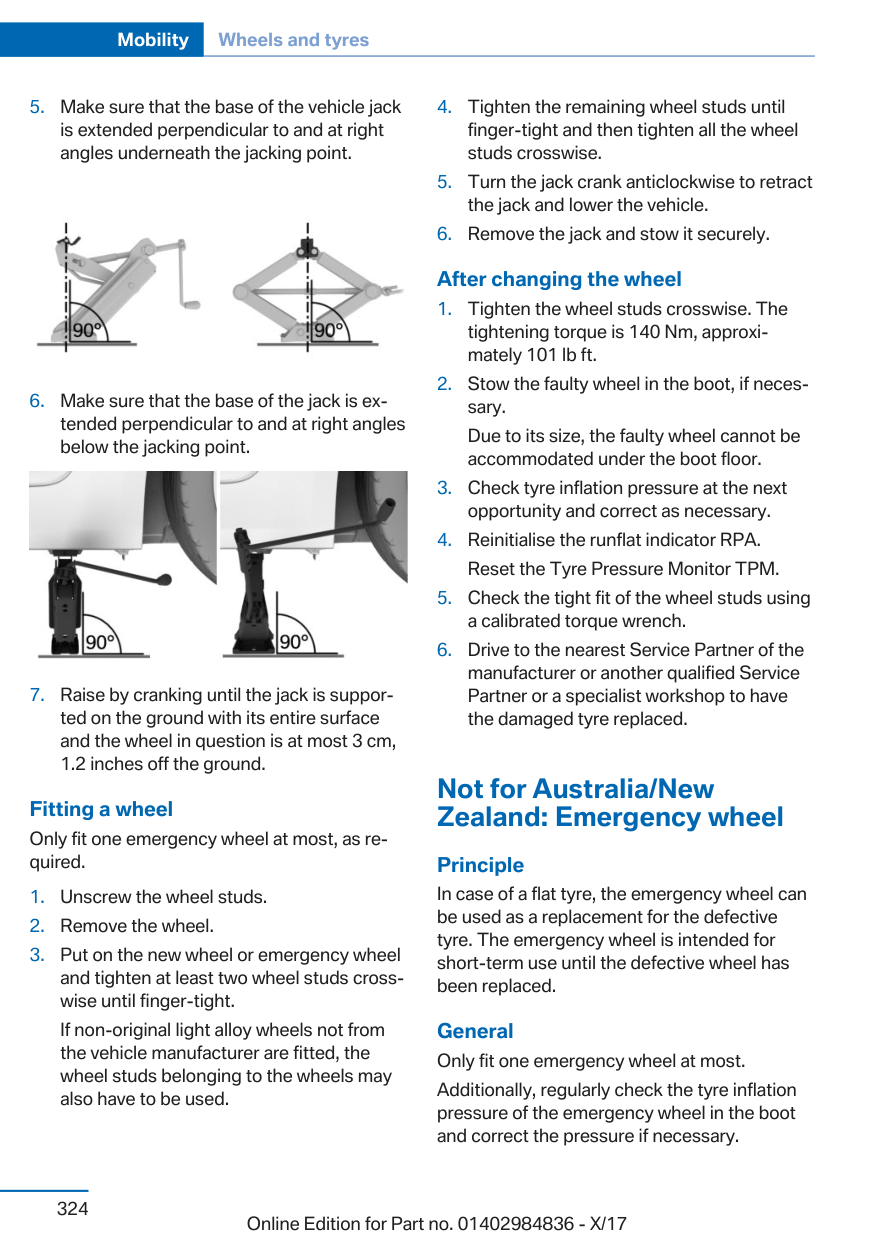 Mobility Wheels and tyres
5. Make sure that the base of the vehicle jack
is extended perpendicular to and at right
angles underneath the jacking point.
90° 90°
6. Make sure that the base of the jack is ex-
tended perpendicular to and at right angles
below the jacking point.
90° 90°
7. Raise by cranking until the jack is suppor-
ted on the ground with its entire surface
and the wheel in question is at most 3 cm,
1.2 inches off the ground.
Fitting a wheel
Only fit one emergency wheel at most, as re-
quired.
1. Unscrew the wheel studs.
2. Remove the wheel.
3. Put on the new wheel or emergency wheel
and tighten at least two wheel studs cross-
wise until finger-tight.
If non-original light alloy wheels not from
the vehicle manufacturer are fitted, the
wheel studs belonging to the wheels may
also have to be used.
4. Tighten the remaining wheel studs until
finger-tight and then tighten all the wheel
studs crosswise.
5. Turn the jack crank anticlockwise to retract
the jack and lower the vehicle.
6. Remove the jack and stow it securely.
After changing the wheel
1. Tighten the wheel studs crosswise. The
tightening torque is 140 Nm, approxi-
mately 101 lb ft.
2. Stow the faulty wheel in the boot, if neces-
sary.
Due to its size, the faulty wheel cannot be
accommodated under the boot floor.
3. Check tyre inflation pressure at the next
opportunity and correct as necessary.
4. Reinitialise the runflat indicator RPA.
Reset the Tyre Pressure Monitor TPM.
5. Check the tight fit of the wheel studs using
a calibrated torque wrench.
6. Drive to the nearest Service Partner of the
manufacturer or another qualified Service
Partner or a specialist workshop to have
the damaged tyre replaced.
Not for Australia/New
Zealand: Emergency wheel
Principle
In case of a flat tyre, the emergency wheel can
be used as a replacement for the defective
tyre. The emergency wheel is intended for
short-term use until the defective wheel has
been replaced.
General
Only fit one emergency wheel at most.
Additionally, regularly check the tyre inflation
pressure of the emergency wheel in the boot
and correct the pressure if necessary.
324
Online Edition for Part no. 01402984836 - X/17